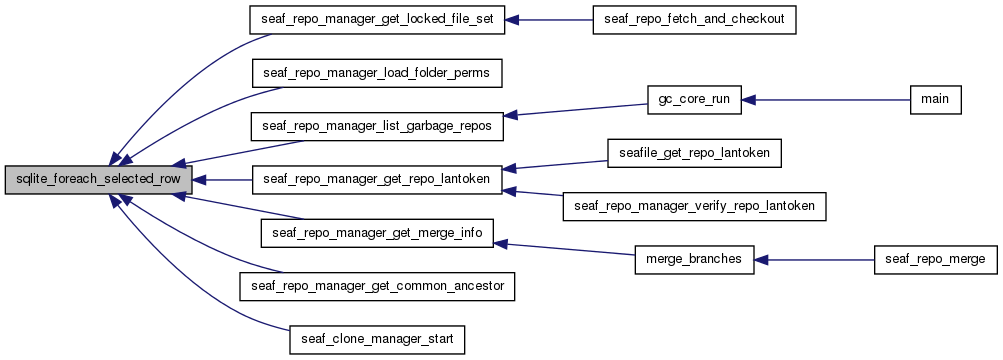 seaf_repo_manager_get_locked_file_set
seaf_repo_fetch_and_checkout
seaf_repo_manager_load_folder_perms
gc_core_run
main
seaf_repo_manager_list_garbage_repos
seafile_get_repo_lantoken
sqlite_foreach_selected_row
seaf_repo_manager_get_repo_lantoken
seaf_repo_manager_verify_repo_lantoken
seaf_repo_manager_get_merge_info
merge_branches
seaf_repo_merge
seaf_repo_manager_get_common_ancestor
seaf_clone_manager_start